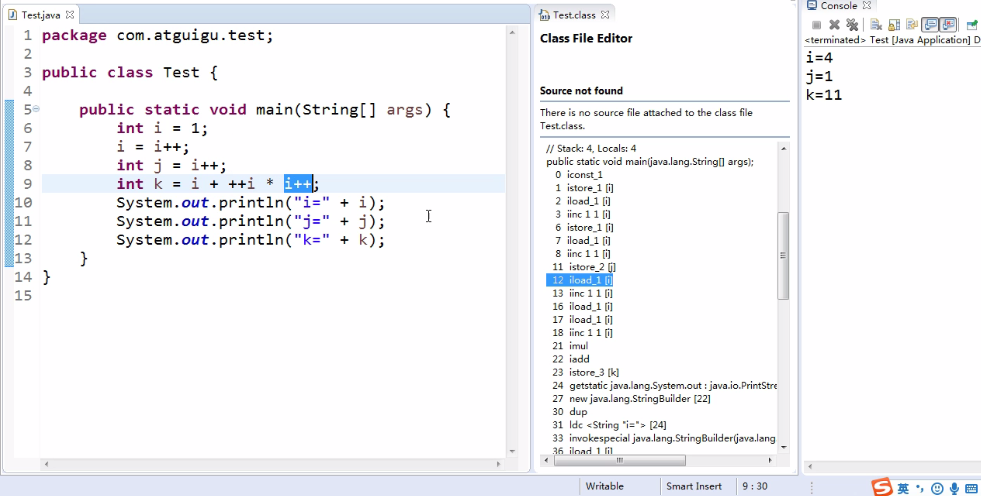 Test.java
1 package com.atguigu.test;
2
3 public class Test {
4
5 public static void main(String[] args) {
6 int i = 1;
7 i = i++;
8 int j = i++;
9 int k = i + ++i * i++;
10 System.out.println("i=" + i);
11 System.out.println("j=" + j);
12 System.out.println("k=" + k);
13 }
14 }
15
Test.class
Class File Editor
Source not found
There is no source file attached to the class file
Test.class.
// Stack: 4, Locals: 4
public static void main(java.lang.String[] args);
0 iconst_1
1 istore_1 [i]
2 iload_1 [i]
3 iinc 1 1 [i]
6 istore_1 [i]
7 iload_1 [i]
8 iinc 1 1 [i]
11 istore_2 [j]
12 iload_1 [i]
13 iinc 1 1 [i]
16 iload_1 [i]
17 iload_1 [i]
18 iinc 1 1 [i]
21 imul
22 iadd
23 istore_3 [k]
24 getstatic java.lang.System.out : java.io.PrintStre
27 new java.lang.StringBuilder [22]
30 dup
31 ldc <String "i="> [24]
33 invokespecial java.lang.StringBuilder(java.lang
36 iload_1 [i]
Console
<terminated> Test [Java Application] D
i=4
j=1
k=11
Writable
Smart Insert
9 : 30
S 英